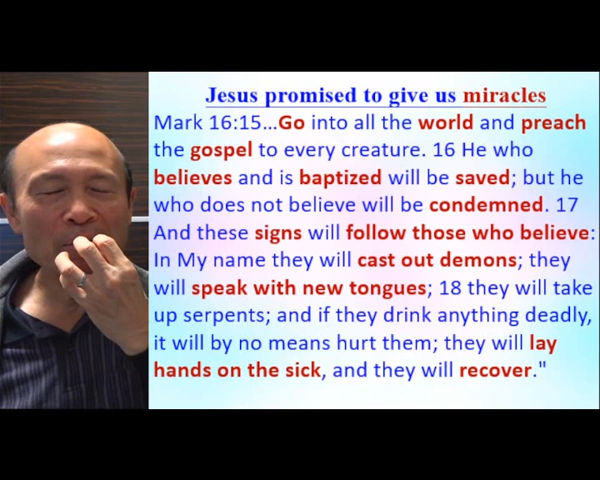 Jesus promised to give us miracles
Mark 16:15...Go into all the world and preach
the gospel to every creature. 16 He who
believes and is baptized will be saved; but he
who does not believe will be condemned. 17
And these signs will follow those who believe:
In My name they will cast out demons; they
will speak with new tongues; 18 they will take
up serpents; and if they drink anything deadly,
it will by no means hurt them; they will lay
hands on the sick, and they will recover."